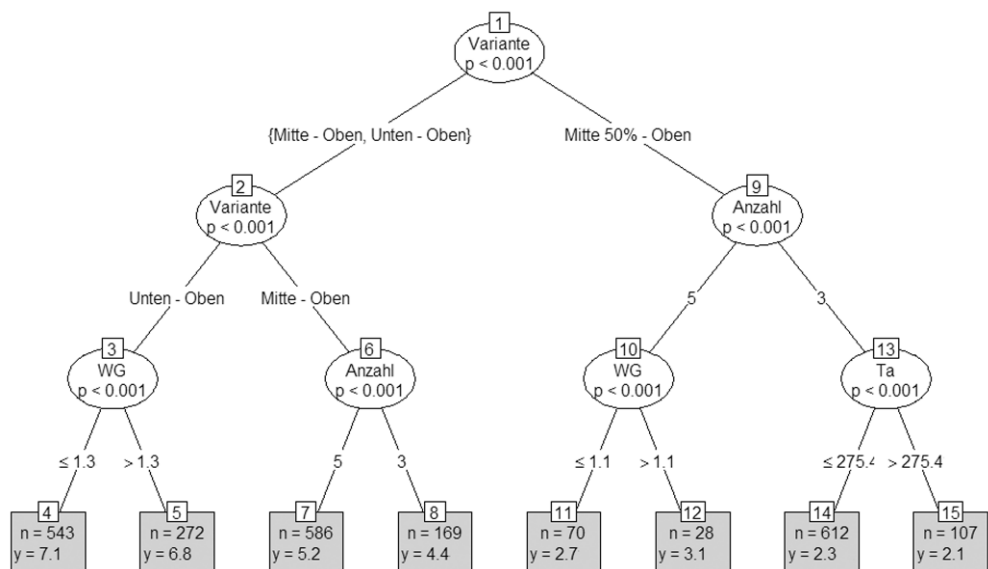 1
Variante
p < 0.001
{Mitte - Oben, Unten - Oben}
Mitte 50% - Oben
2
Variante
p < 0.001
9
Anzahl
p < 0.001
Unten - Oben
Mitte - Oben
5
3
3
WG
p < 0.001
6
Anzahl
p < 0.001
10
WG
p < 0.001
13
Ta
p < 0.001
≤ 1.3
> 1.3
5
3
≤ 1.1
> 1.1
≤ 275.4
> 275.4
4
n = 543
y = 7.1
5
n = 272
y = 6.8
7
n = 586
y = 5.2
8
n = 169
y = 4.4
11
n = 70
y = 2.7
12
n = 28
y = 3.1
14
n = 612
y = 2.3
15
n = 107
y = 2.1